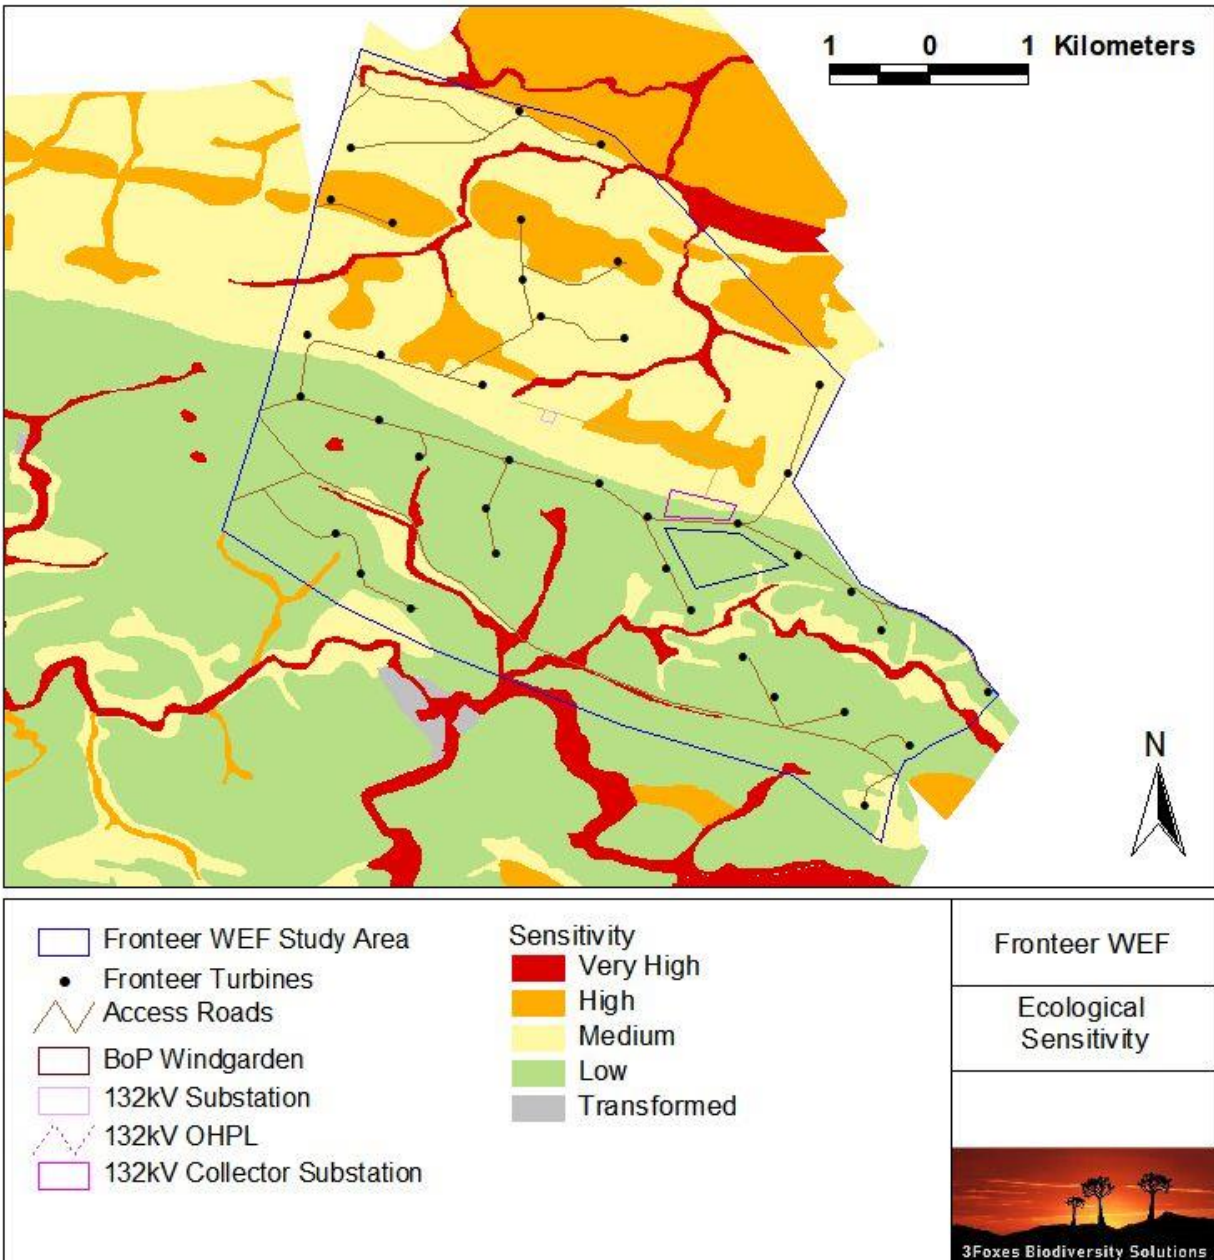 1 0 1 Kilometers
N
Fronteer WEF Study Area
Fronteer Turbines
Access Roads
BoP Windgarden
132kV Substation
132kV OHPL
132kV Collector Substation
Sensitivity
Very High
High
Medium
Low
Transformed
Fronteer WEF
Ecological
Sensitivity
3Foxes Biodiversity Solutions